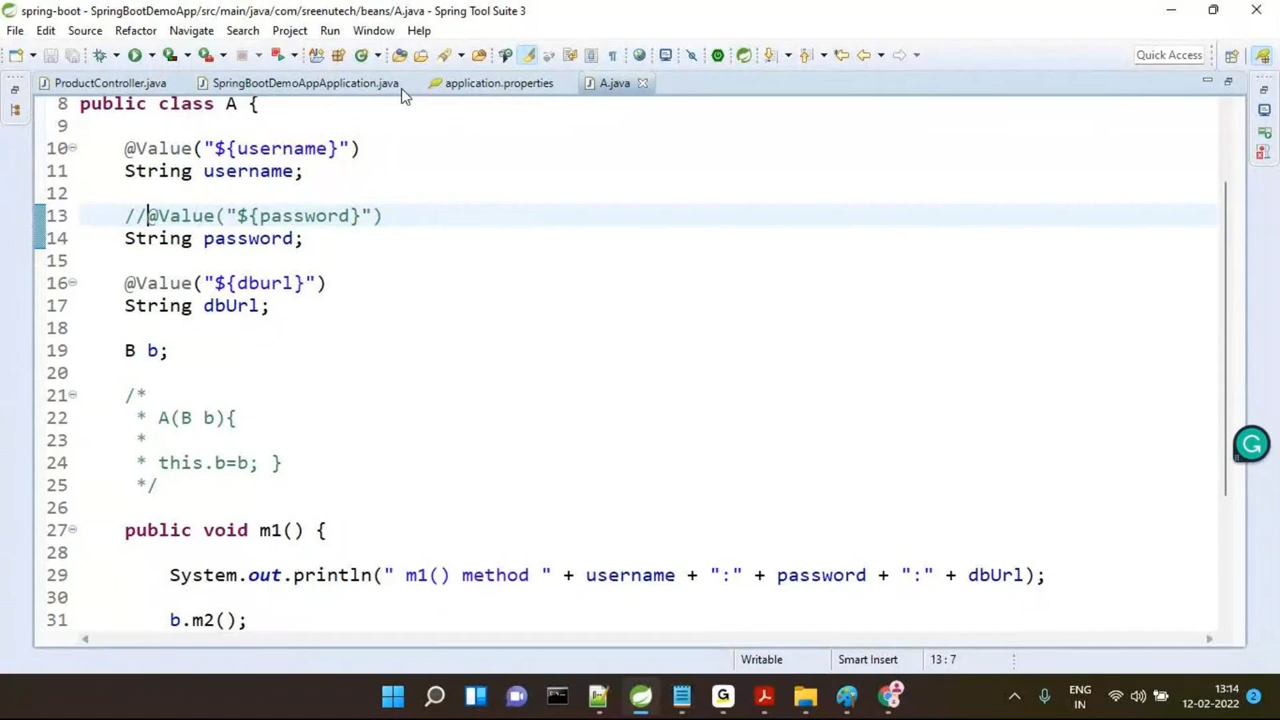 spring-boot - SpringBootDemoApp/src/main/java/com/sreenutech/beans/A.java - Spring Tool Suite 3
File Edit Source Refactor Navigate Search Project Run Window Help
Quick Access
ProductController.java SpringBootDemoAppApplication.java application.properties A.java
8 public class A {
9
10 @Value("${username}")
11 String username;
12
13 //@Value("${password}")
14 String password;
15
16 @Value("${dburl}")
17 String dbUrl;
18
19 B b;
20
21 /*
22 * A(B b){
23 *
24 * this.b=b; }
25 */
26
27 public void m1() {
28
29 System.out.println(" m1() method " + username + ":" + password + ":" + dbUrl);
30
31 b.m2();
Writable Smart Insert 13 : 7
G
G
ENG
IN
13:14
12-02-2022
2